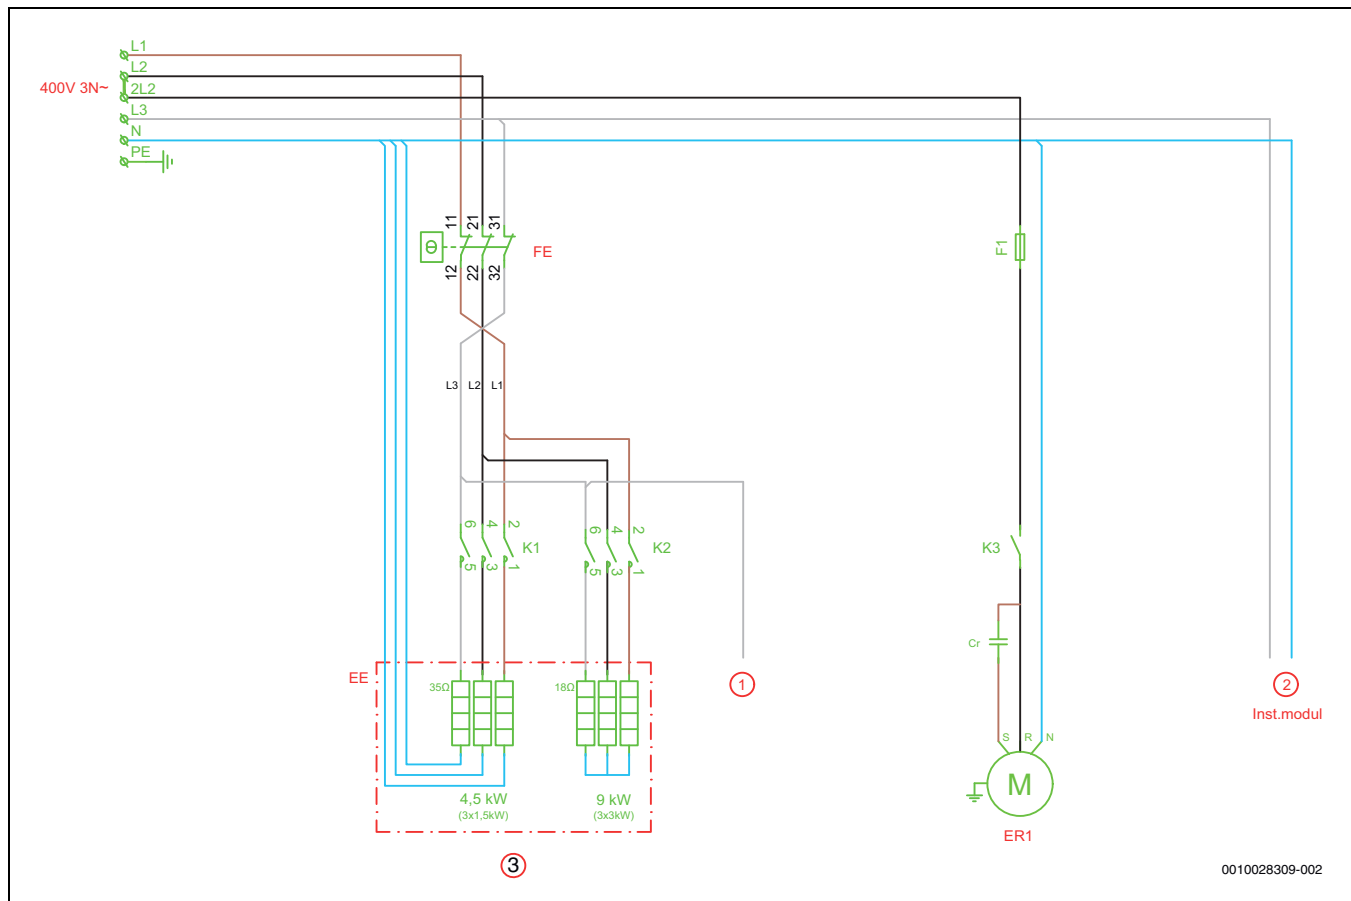 L1
L2
400V 3N~
2L2
L3
N
PE
11 21 31
Θ
FE
F1
12 22 32
L3 L2 L1
6 4 2
K1
5 3 1
6 4 2
K2
5 3 1
K3
Cr
EE
35Ω
18Ω
1
2
Inst.modul
S R N
M
4,5 kW
(3x1,5kW)
9 kW
(3x3kW)
ER1
3
0010028309-002